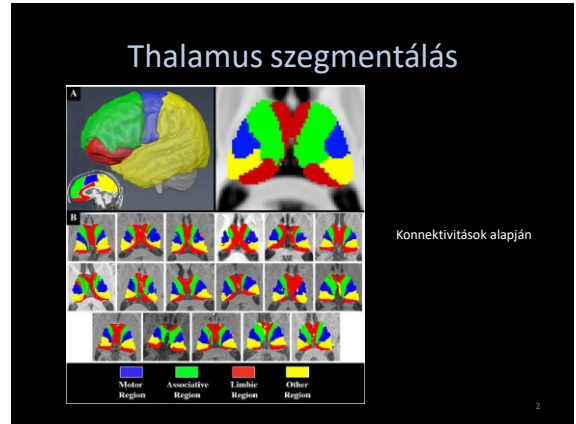 Thalamus szegmentálás
A
B
Konnektivitások alapján
Motor
Region
Associative
Region
Limbic
Region
Other
Region
2